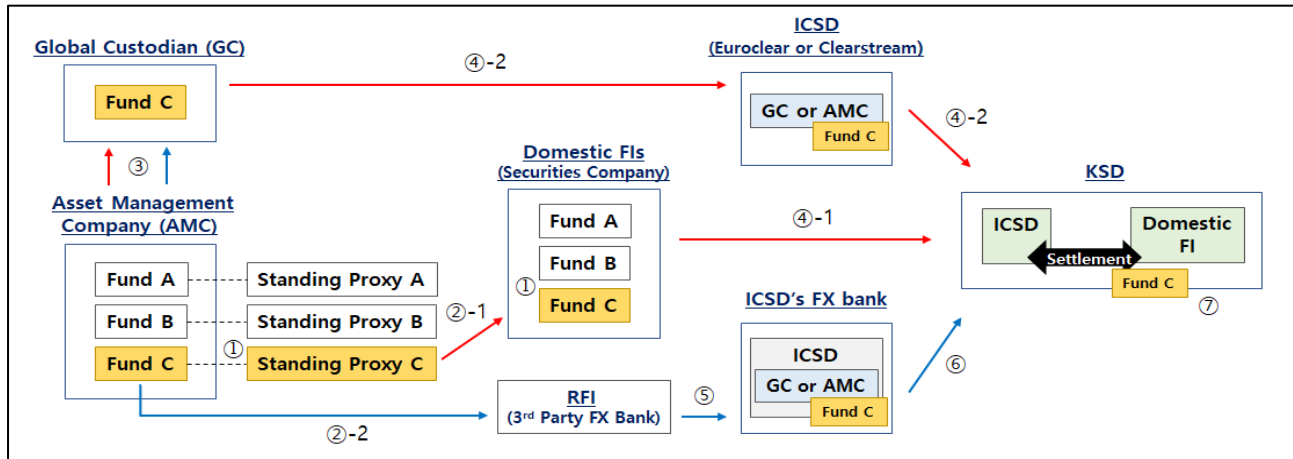 Global Custodian (GC)
Fund C
④-2
ICSD
(Euroclear or Clearstream)
GC or AMC
Fund C
④-2
③
Asset Management
Company (AMC)
Fund A
Fund B
Fund C
①
Standing Proxy A
Standing Proxy B
Standing Proxy C
②-1
Domestic FIs
(Securities Company)
Fund A
Fund B
①
Fund C
④-1
KSD
ICSD
Settlement
Domestic
FI
Fund C
⑦
②-2
RFI
(3rd Party FX Bank)
⑤
ICSD's FX bank
ICSD
GC or AMC
Fund C
⑥